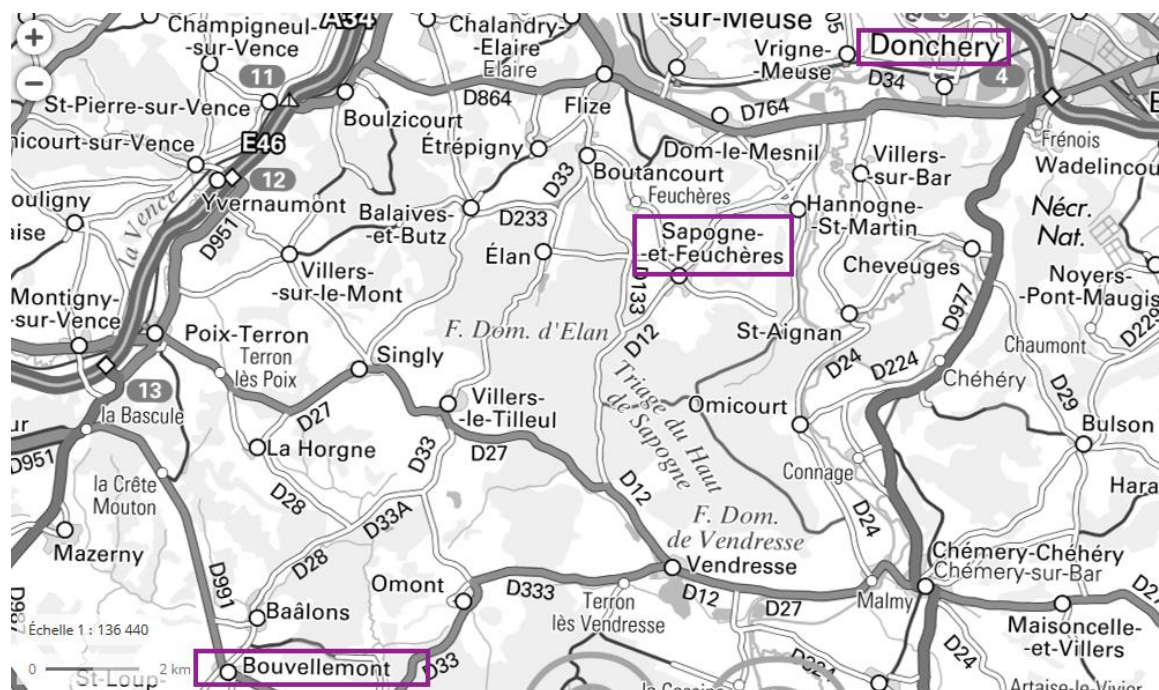 Champigneul-
-sur-Vence
A34
Chalandry-
-Elaire
Elaire
-sur-Meuse
Vrigne-
-Meuse
Donchery
D34
4
11
St-Pierre-sur-Vence
Boulzicourt
D864
Flize
D764
Frénois
E46
12
Yvernaumont
Étrépigny
D33
Boutancourt
Feuchères
Dom-le-Mesnil
Villers-
-sur-Bar
la Vence
D951
Balaives-
-et-Butz
D233
Élan
Sapogne-
-et-Feuchères
Hannogne-
-St-Martin
Nécr.
Nat.
Cheveuges
Noyers-
-Pont-Maugis
Villers-
-sur-le-Mont
D133
D12
St-Aignan
D977
D229
Montigny-
-sur-Vence
Poix-Terron
Terron
lès Poix
Singly
F. Dom. d'Elan
D24
D224
Chaumont
Chéhéry
13
la Bascule
D27
Villers-
-le-Tilleul
Triage du Haut
de Sapogne
Omicourt
D29
Bulson
D951
La Horgne
D33
D27
Connage
la Crête
Mouton
D28
D33A
D12
D24
F. Dom.
de Vendresse
Mazerny
D28
D991
Omont
D333
Vendresse
Chémery-Chéhéry
Chémery-sur-Bar
Baâlons
Terron
lès Vendresse
D12
D27
Malmy
Maisoncelle-
-et-Villers
Échelle 1 : 136 440
0 2 km
Bouvellemont
St-Loup-
D33
D24
Artaise-le-Vivier